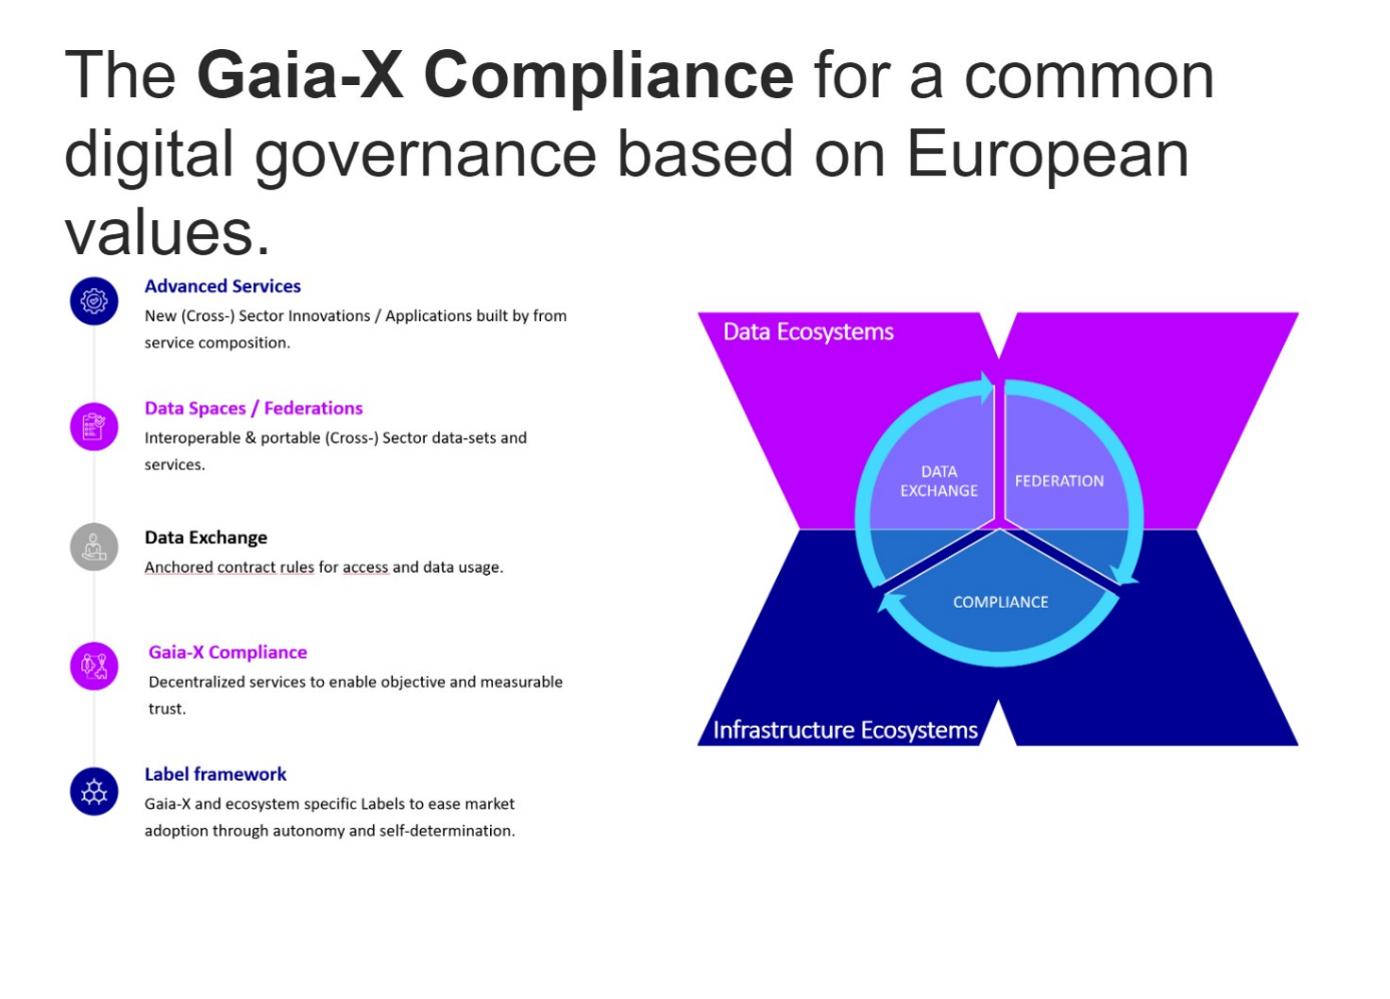 The Gaia-X Compliance for a common
digital governance based on European
values.
Advanced Services
New (Cross-) Sector Innovations / Applications built by from
service composition.
Data Spaces / Federations
Interoperable & portable (Cross-) Sector data-sets and
services.
Data Exchange
Anchored contract rules for access and data usage.
Gaia-X Compliance
Decentralized services to enable objective and measurable
trust.
Label framework
Gaia-X and ecosystem specific Labels to ease market
adoption through autonomy and self-determination.
Data Ecosystems
DATA
EXCHANGE
FEDERATION
COMPLIANCE
Infrastructure Ecosystems